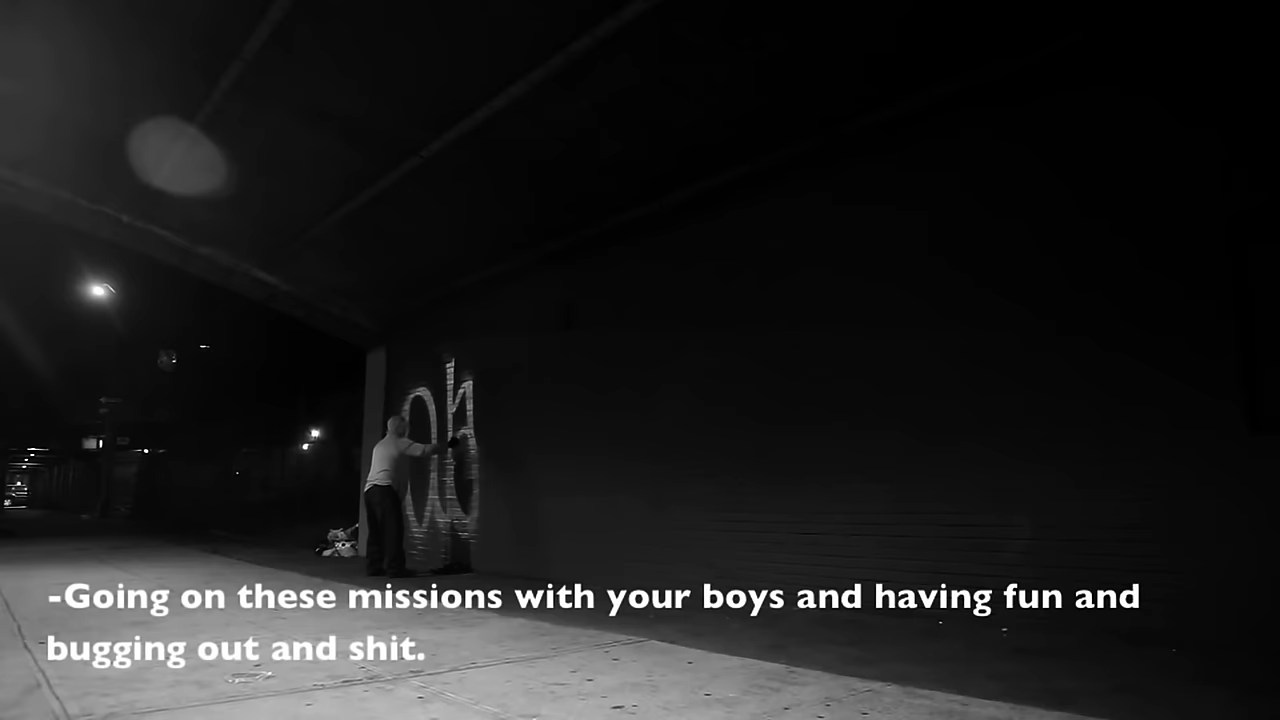 -Going on these missions with your boys and having fun and
bugging out and shit.